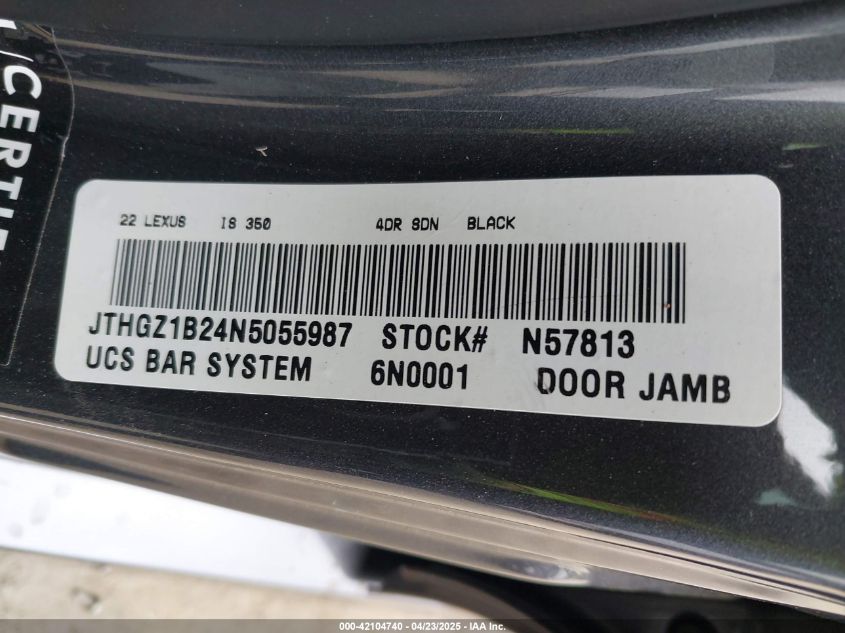 /CERTIF
22 LEXUS IS 350 4DR SDN BLACK
JTHGZ1B24N5055987 STOCK# N57813
UCS BAR SYSTEM 6N0001 DOOR JAMB
000-42104740 - 04/23/2025 - IAA Inc.